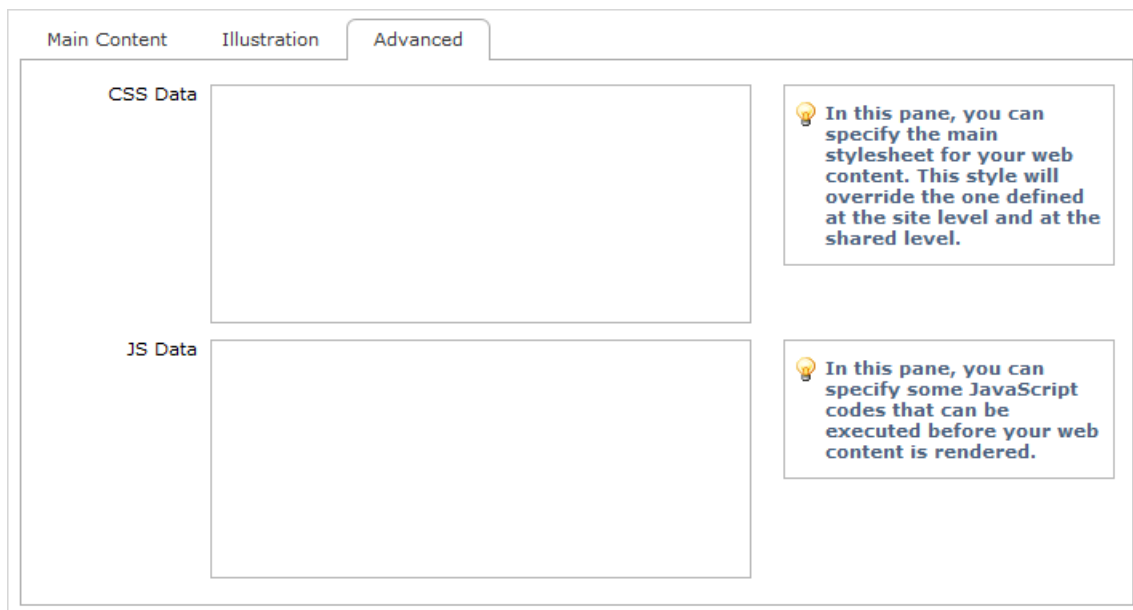 Main Content Illustration Advanced
CSS Data
In this pane, you can
specify the main
stylesheet for your web
content. This style will
override the one defined
at the site level and at the
shared level.
JS Data
In this pane, you can
specify some JavaScript
codes that can be
executed before your web
content is rendered.